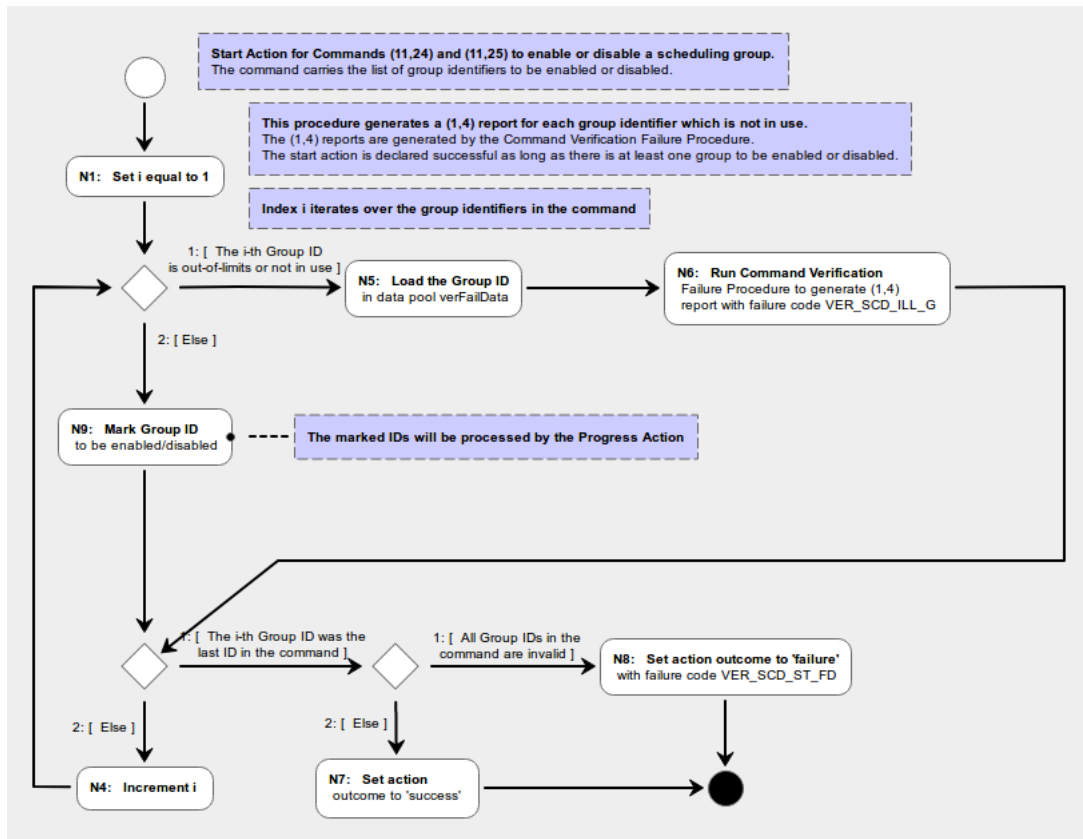 Start Action for Commands (11,24) and (11,25) to enable or disable a scheduling group.
The command carries the list of group identifiers to be enabled or disabled.
This procedure generates a (1,4) report for each group identifier which is not in use.
The (1,4) reports are generated by the Command Verification Failure Procedure.
The start action is declared successful as long as there is at least one group to be enabled or disabled.
N1: Set i equal to 1
Index i iterates over the group identifiers in the command
1: [ The i-th Group ID
is out-of-limits or not in use ]
N5: Load the Group ID
in data pool verFailData
N6: Run Command Verification
Failure Procedure to generate (1,4)
report with failure code VER_SCD_ILL_G
2: [ Else ]
N9: Mark Group ID
to be enabled/disabled
The marked IDs will be processed by the Progress Action
1: [ The i-th Group ID was the
last ID in the command ]
1: [ All Group IDs in the
command are invalid ]
N8: Set action outcome to 'failure'
with failure code VER_SCD_ST_FD
2: [ Else ]
2: [ Else ]
N4: Increment i
N7: Set action
outcome to 'success'